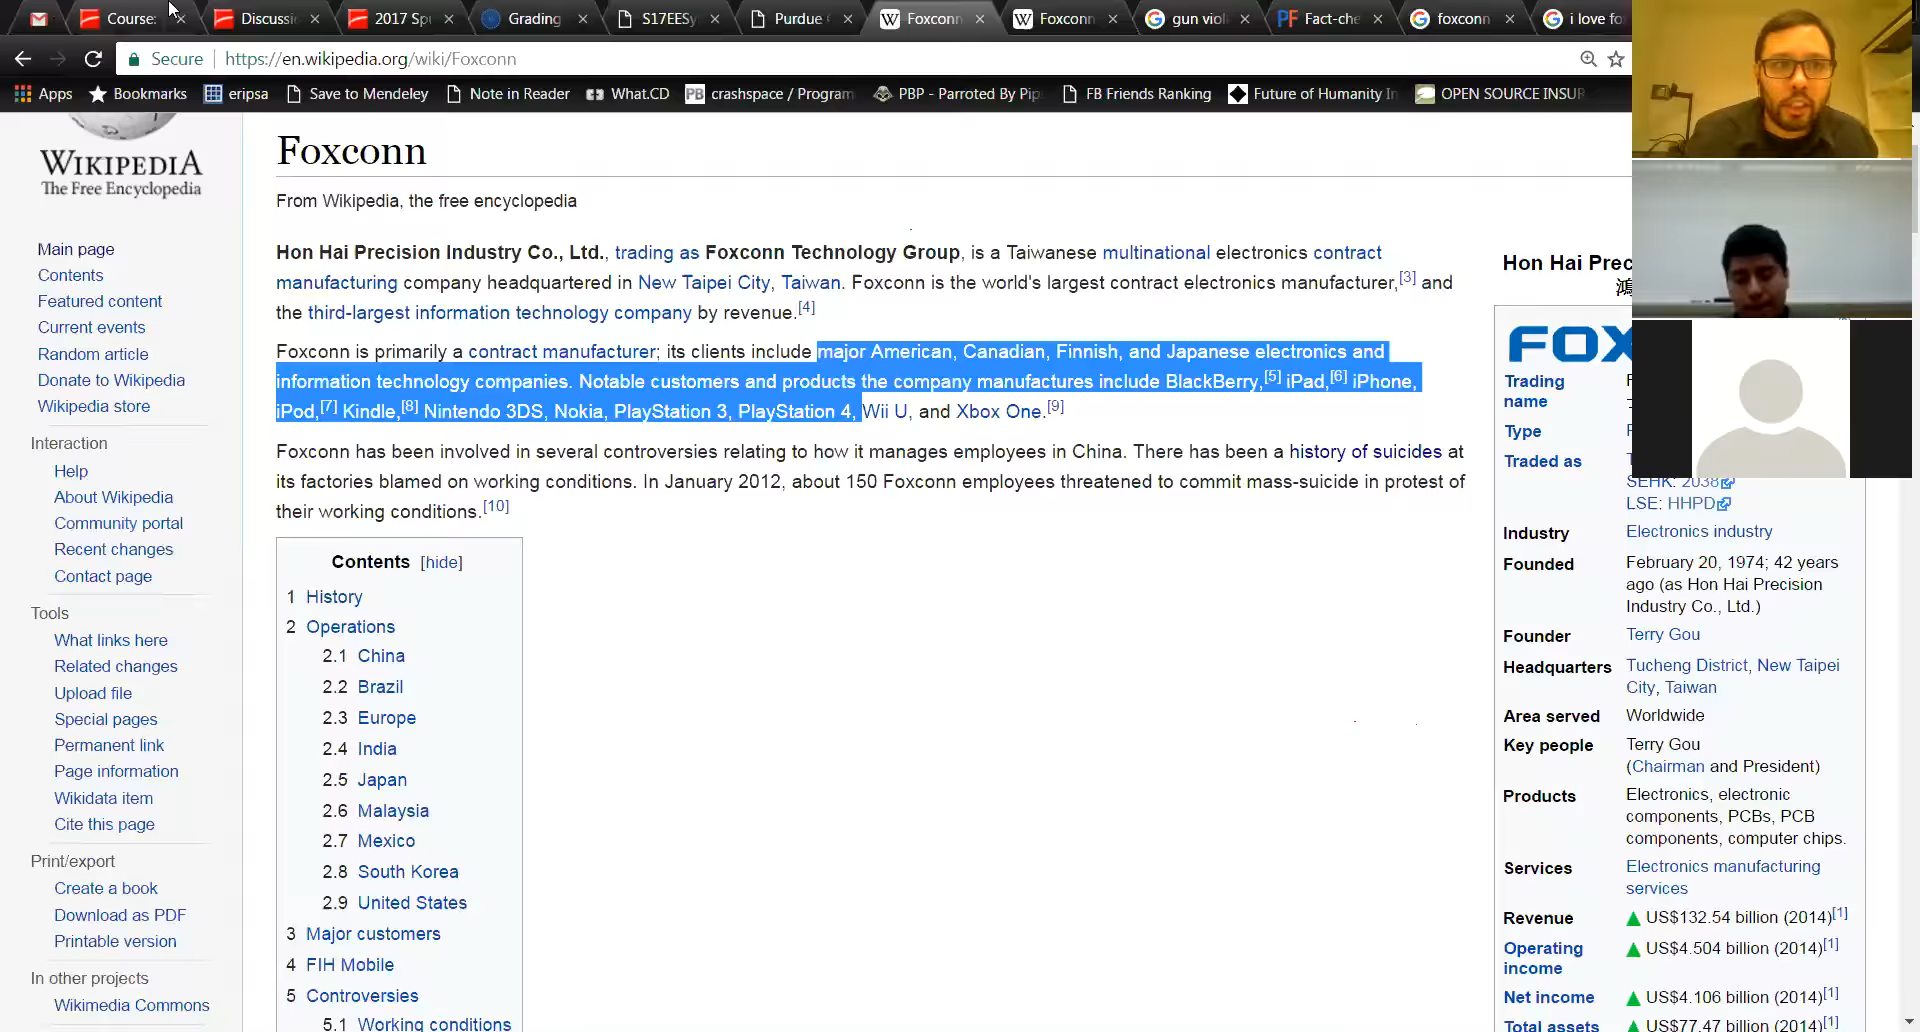 Course:
Discussi
2017 Sp
Grading
S17EESy
Purdue
Foxconn
Foxconn
gun viol
Fact-che
foxconn
i love fo
Secure
https://en.wikipedia.org/wiki/Foxconn
Apps
Bookmarks
eripsa
Save to Mendeley
Note in Reader
What.CD
crashspace / Program
PBP - Parroted By Pip
FB Friends Ranking
Future of Humanity In
OPEN SOURCE INSUR
WIKIPEDIA
The Free Encyclopedia
Main page
Contents
Featured content
Current events
Random article
Donate to Wikipedia
Wikipedia store
Interaction
Help
About Wikipedia
Community portal
Recent changes
Contact page
Tools
What links here
Related changes
Upload file
Special pages
Permanent link
Page information
Wikidata item
Cite this page
Print/export
Create a book
Download as PDF
Printable version
In other projects
Wikimedia Commons
Foxconn
From Wikipedia, the free encyclopedia
Hon Hai Precision Industry Co., Ltd., trading as Foxconn Technology Group, is a Taiwanese multinational electronics contract
manufacturing company headquartered in New Taipei City, Taiwan. Foxconn is the world's largest contract electronics manufacturer,[3] and
the third-largest information technology company by revenue.[4]
Foxconn is primarily a contract manufacturer; its clients include major American, Canadian, Finnish, and Japanese electronics and
information technology companies. Notable customers and products the company manufactures include BlackBerry,[5] iPad,[6] iPhone,
iPod,[7] Kindle,[8] Nintendo 3DS, Nokia, PlayStation 3, PlayStation 4, Wii U, and Xbox One.[9]
Foxconn has been involved in several controversies relating to how it manages employees in China. There has been a history of suicides at
its factories blamed on working conditions. In January 2012, about 150 Foxconn employees threatened to commit mass-suicide in protest of
their working conditions.[10]
Contents [hide]
1 History
2 Operations
2.1 China
2.2 Brazil
2.3 Europe
2.4 India
2.5 Japan
2.6 Malaysia
2.7 Mexico
2.8 South Korea
2.9 United States
3 Major customers
4 FIH Mobile
5 Controversies
5.1 Working conditions
Hon Hai Prec
鴻
FOX
Trading
name
Type
Traded as
SEHK: 2038
LSE: HHPD
Industry Electronics industry
Founded February 20, 1974; 42 years
ago (as Hon Hai Precision
Industry Co., Ltd.)
Founder Terry Gou
Headquarters Tucheng District, New Taipei
City, Taiwan
Area served Worldwide
Key people Terry Gou
(Chairman and President)
Products Electronics, electronic
components, PCBs, PCB
components, computer chips.
Services Electronics manufacturing
services
Revenue US$132.54 billion (2014)[1]
Operating US$4.504 billion (2014)[1]
income
Net income US$4.106 billion (2014)[1]
Total assets US$77.47 billion (2014)[1]